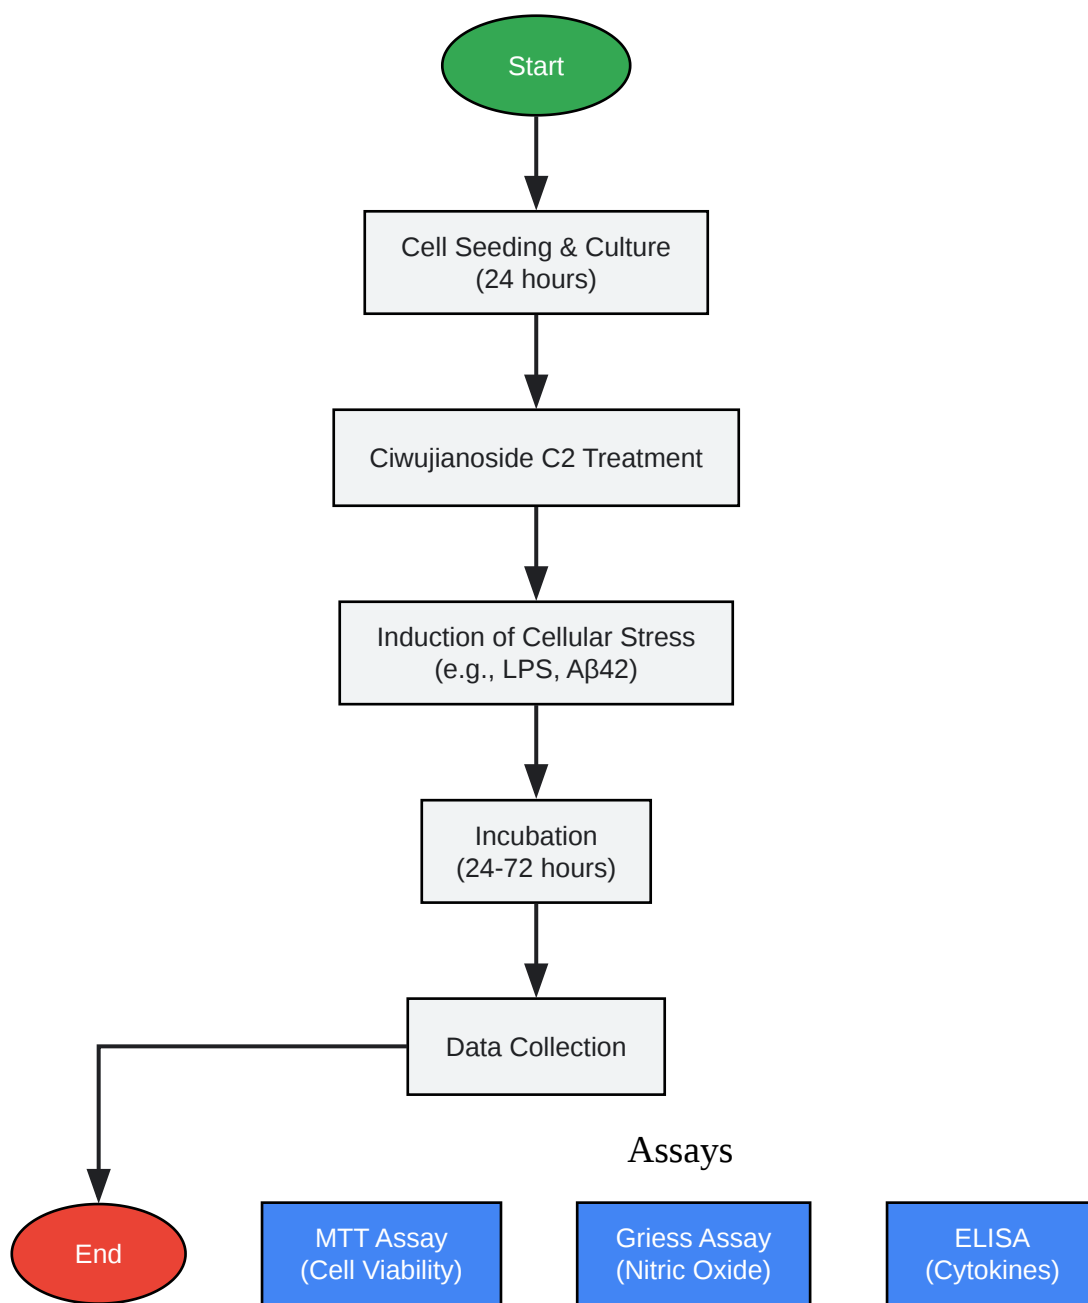 Start
Cell Seeding & Culture
(24 hours)
Ciwujianoside C2 Treatment
Induction of Cellular Stress
(e.g., LPS, Aβ42)
Incubation
(24-72 hours)
Data Collection
Assays
End
MTT Assay
(Cell Viability)
Griess Assay
(Nitric Oxide)
ELISA
(Cytokines)